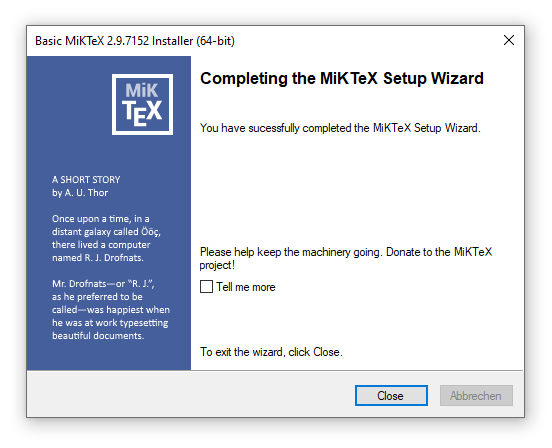 Basic MiKTeX 2.9.7152 Installer (64-bit)
MiK
TEX
A SHORT STORY
by A. U. Thor
Once upon a time, in a
distant galaxy called Ööç,
there lived a computer
named R. J. Drofnats.
Mr. Drofnats—or “R. J.”,
as he preferred to be
called—was happiest when
he was at work typesetting
beautiful documents.
Completing the MiKTeX Setup Wizard
You have sucessfully completed the MiKTeX Setup Wizard.
Please help keep the machinery going. Donate to the MiKTeX
project!
Tell me more
To exit the wizard, click Close.
Close
Abbrechen